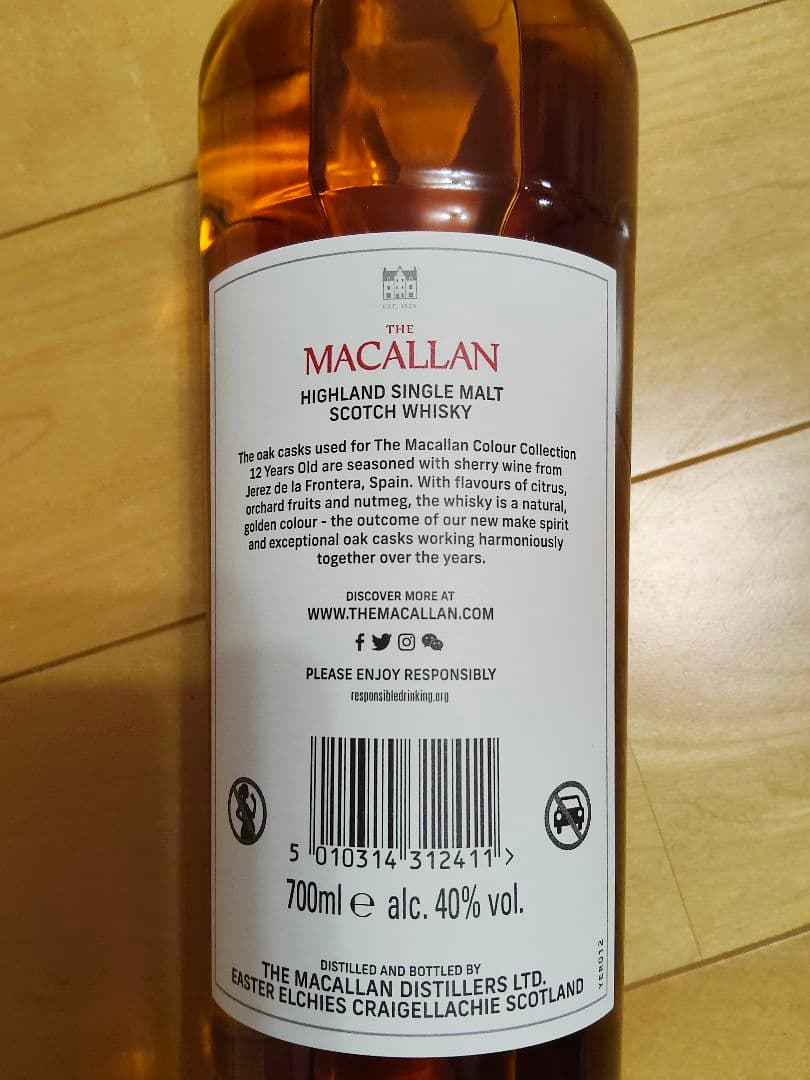 EST. 1824
THE
MACALLAN
HIGHLAND SINGLE MALT
SCOTCH WHISKY
The oak casks used for The Macallan Colour Collection
12 Years Old are seasoned with sherry wine from
Jerez de la Frontera, Spain. With flavours of citrus,
orchard fruits and nutmeg, the whisky is a natural,
golden colour - the outcome of our new make spirit
and exceptional oak casks working harmoniously
together over the years.
DISCOVER MORE AT
WWW.THEMACALLAN.COM
PLEASE ENJOY RESPONSIBLY
responsibledrinking.org
5 010314 312411 >
700ml e alc. 40% vol.
DISTILLED AND BOTTLED BY
THE MACALLAN DISTILLERS LTD.
EASTER ELCHIES CRAIGELLACHIE SCOTLAND